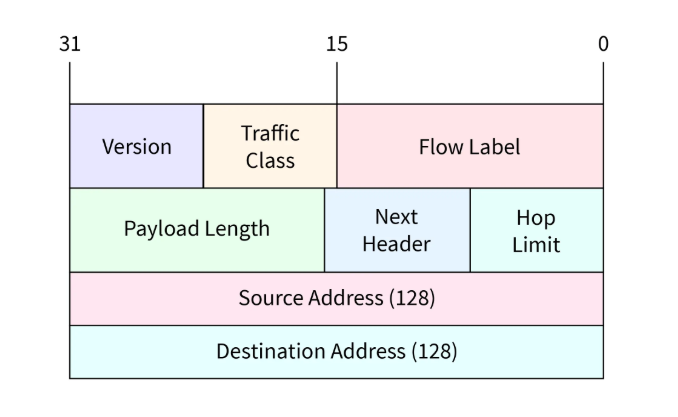 31 15 0
Version
Traffic
Class
Flow Label
Payload Length
Next
Header
Hop
Limit
Source Address (128)
Destination Address (128)